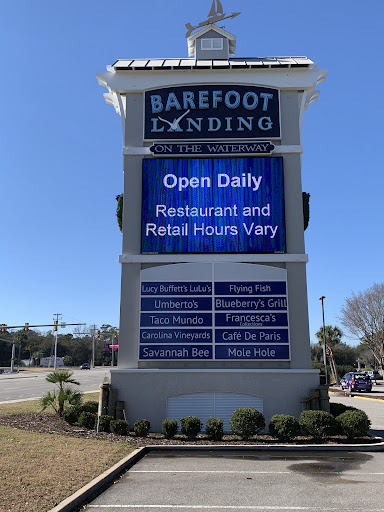 BAREFOOT
LANDING
ON THE WATERWAY
Open Daily
Restaurant and
Retail Hours Vary
Lucy Buffett's LuLu's
Flying Fish
Umberto's
Blueberry's Grill
Taco Mundo
Francesca's
Collections
Carolina Vineyards
Café De Paris
Savannah Bee
Mole Hole